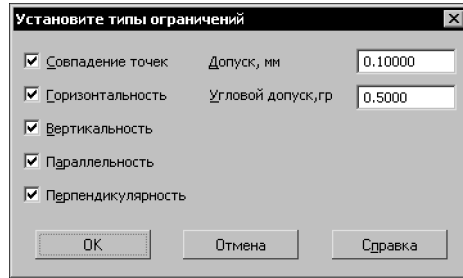 Установите типы ограничений
Совпадение точек Допуск, мм 0.10000
Горизонтальность Угловой допуск,гр 0.5000
Вертикальность
Параллельность
Перпендикулярность
OK Отмена Справка